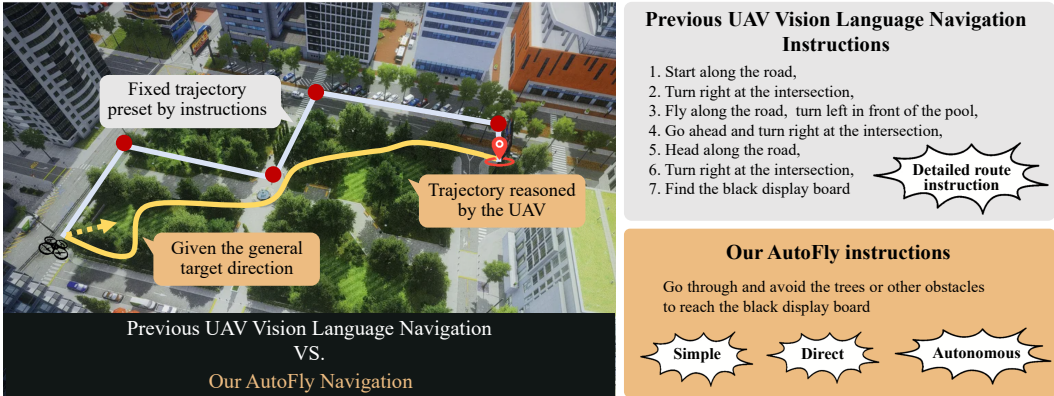 Fixed trajectory
preset by instructions
Trajectory reasoned
by the UAV
Given the general
target direction
Previous UAV Vision Language Navigation
VS.
Our AutoFly Navigation
Previous UAV Vision Language Navigation
Instructions
1. Start along the road,
2. Turn right at the intersection,
3. Fly along the road,  turn left in front of the pool,
4. Go ahead and turn right at the intersection,
5. Head along the road,
6. Turn right at the intersection,
7. Find the black display board
Detailed route
instruction
Our AutoFly instructions
Go through and avoid the trees or other obstacles
to reach the black display board
Simple
Direct
Autonomous